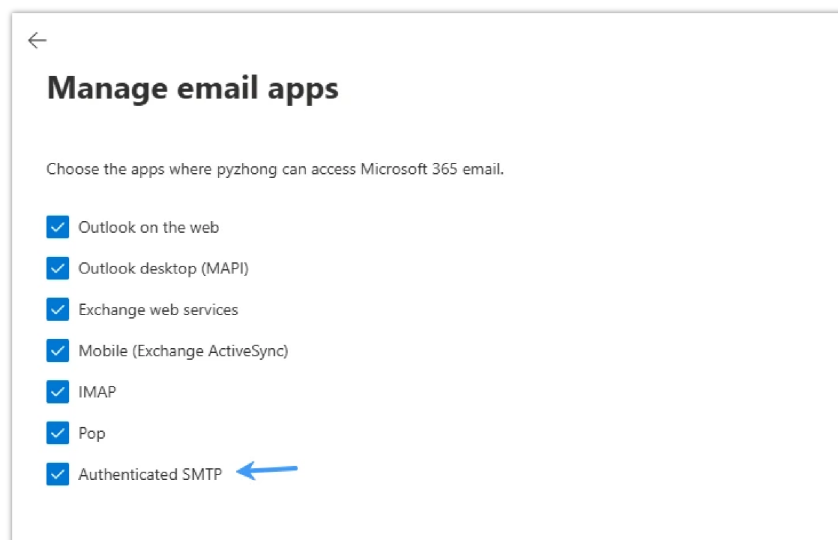 Manage email apps
Choose the apps where pyzhong can access Microsoft 365 email.
Outlook on the web
Outlook desktop (MAPI)
Exchange web services
Mobile (Exchange ActiveSync)
IMAP
Pop
Authenticated SMTP